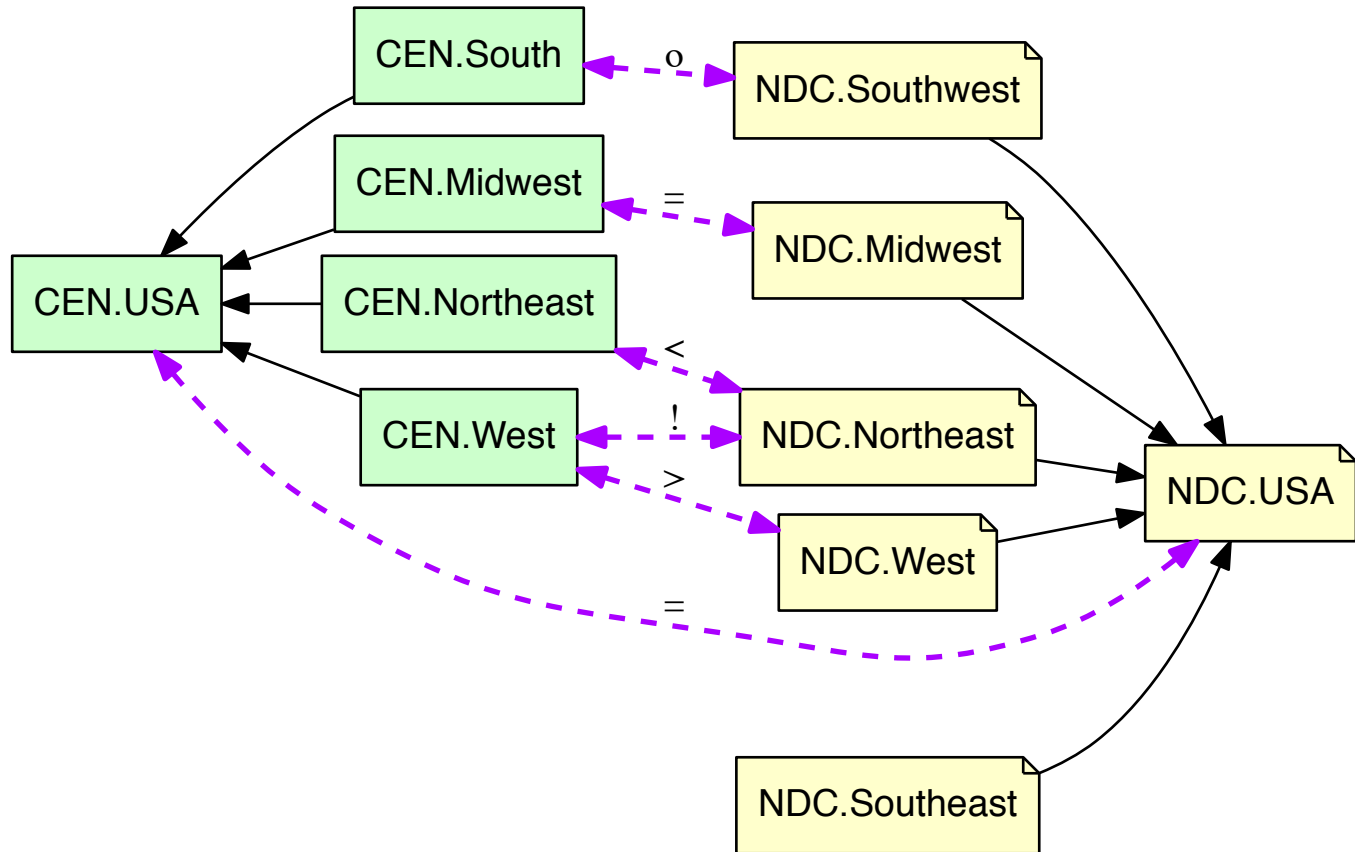 CEN.South
o
NDC.Southwest
CEN.Midwest
=
NDC.Midwest
CEN.USA
CEN.Northeast
<
CEN.West
!
NDC.Northeast
>
NDC.USA
NDC.West
=
NDC.Southeast